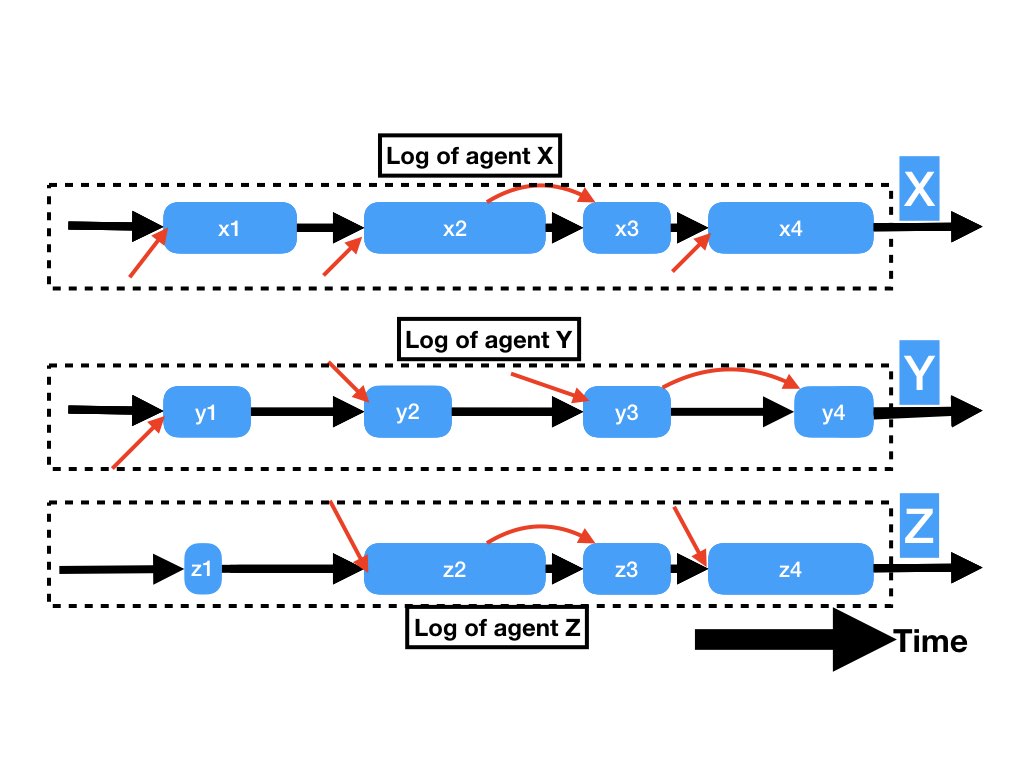 Log of agent X
X
x1
x2
x3
x4
Log of agent Y
Y
y1
y2
y3
y4
Z
z1
z2
z3
z4
Log of agent Z
Time